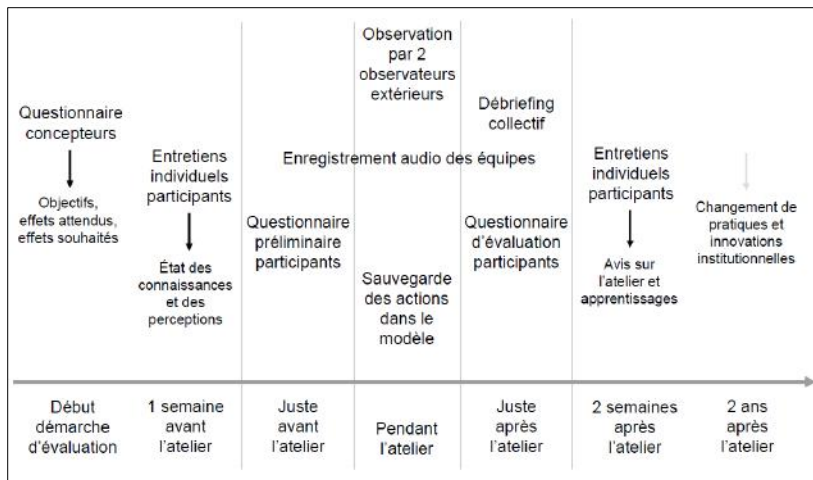 Questionnaire
concepteurs
Objectifs,
effets attendus,
effets souhaités
Entretiens
individuels
participants
État des
connaissances
et des
perceptions
Observation
par 2
observateurs
extérieurs
Débriefing
collectif
Enregistrement audio des équipes
Questionnaire
préliminaire
participants
Sauvegarde
des actions
dans le
modèle
Questionnaire
d'évaluation
participants
Entretiens
individuels
participants
Avis sur
l'atelier et
apprentissages
Changement de
pratiques et
innovations
institutionnelles
Début
démarche
d'évaluation
1 semaine
avant
l'atelier
Juste
avant
l'atelier
Pendant
l'atelier
Juste
après
l'atelier
2 semaines
après
l'atelier
2 ans
après
l'atelier